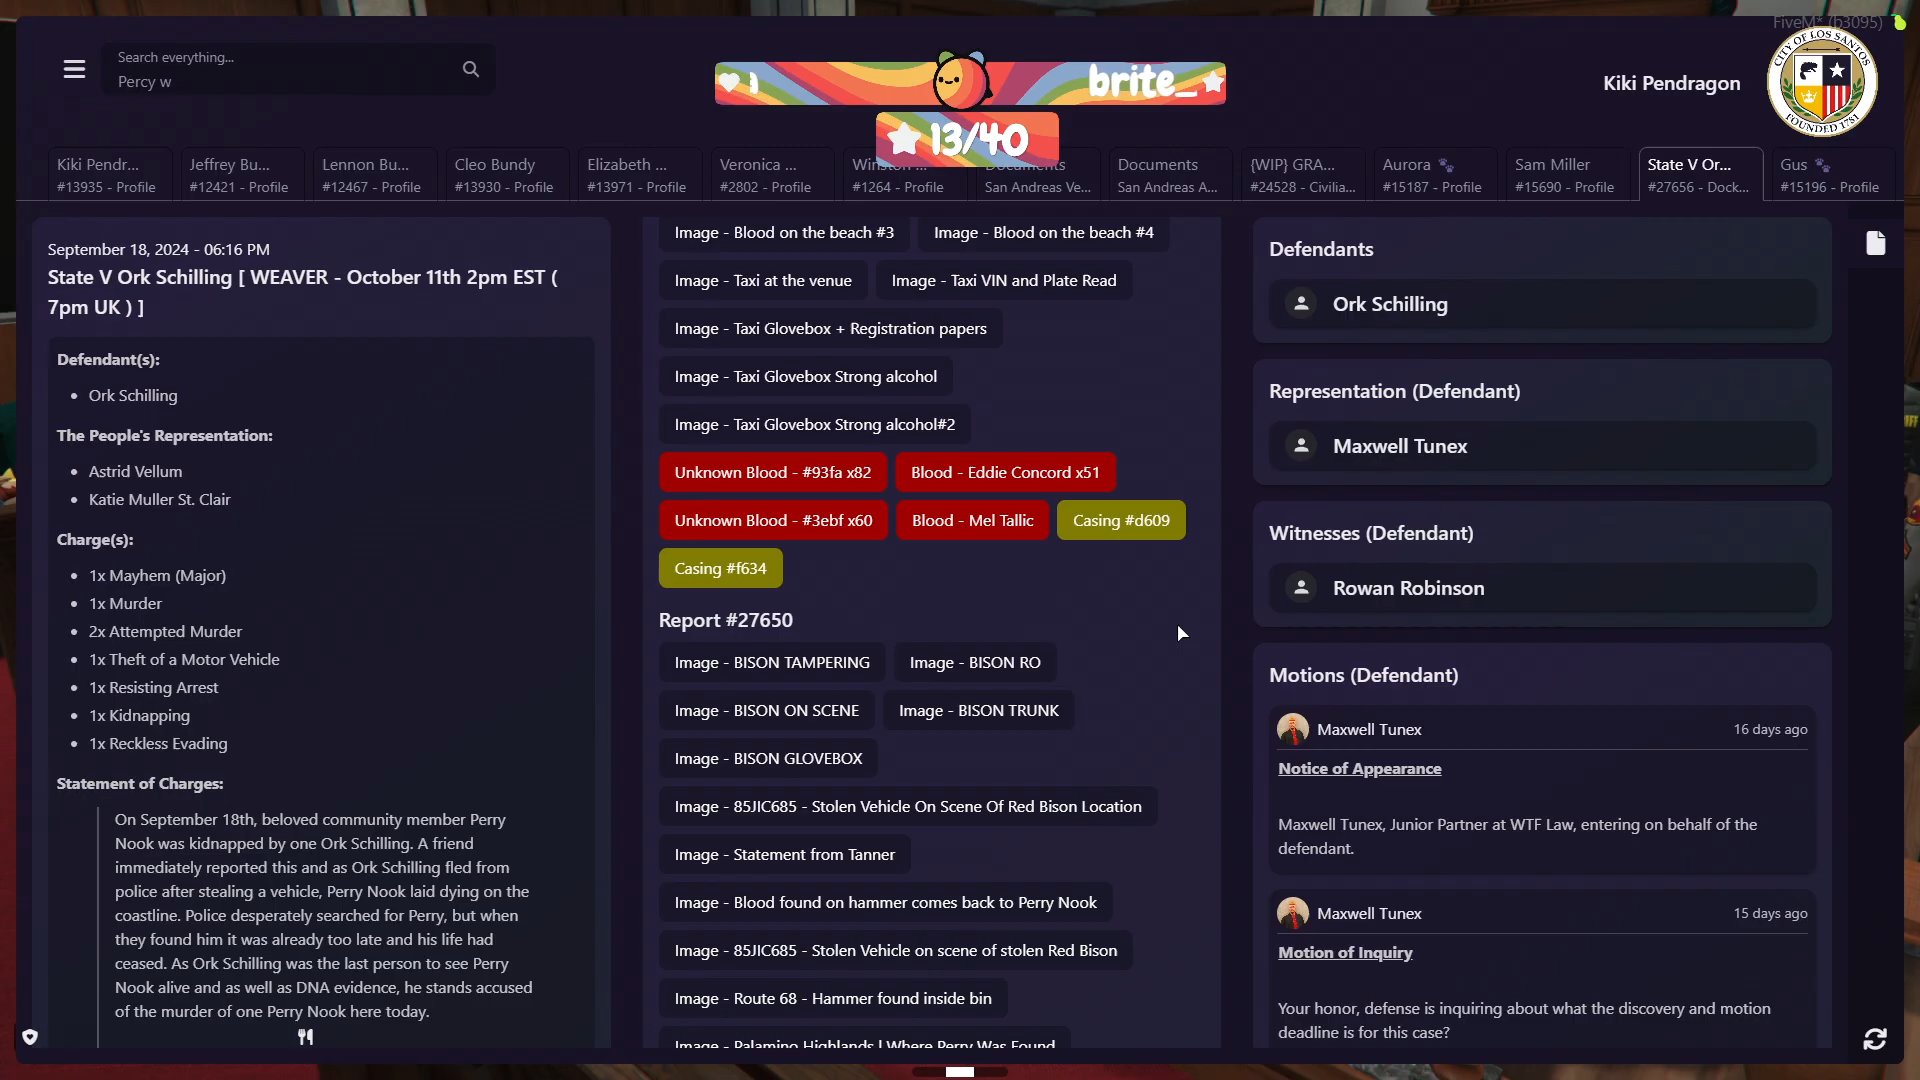 FiveM* (b3095)
Search everything...
Percy w
brite_
13/40
Kiki Pendragon
CITY OF LOS SANTOS
FOUNDED 1781
Kiki Pendr...
#13935 - Profile
Jeffrey Bu...
#12421 - Profile
Lennon Bu...
#12467 - Profile
Cleo Bundy
#13930 - Profile
Elizabeth ...
#13971 - Profile
Veronica ...
#2802 - Profile
#1264 - Profile
San Andreas Ve...
Documents
San Andreas A...
{WIP} GRA...
#24528 - Civilia...
Aurora 🐾
#15187 - Profile
Sam Miller
#15690 - Profile
State V Or...
#27656 - Dock...
Gus 🐾
#15196 - Profile
September 18, 2024 - 06:16 PM
State V Ork Schilling [ WEAVER - October 11th 2pm EST (
7pm UK ) ]
Defendant(s):
• Ork Schilling
The People's Representation:
• Astrid Vellum
• Katie Muller St. Clair
Charge(s):
• 1x Mayhem (Major)
• 1x Murder
• 2x Attempted Murder
• 1x Theft of a Motor Vehicle
• 1x Resisting Arrest
• 1x Kidnapping
• 1x Reckless Evading
Statement of Charges:
On September 18th, beloved community member Perry
Nook was kidnapped by one Ork Schilling. A friend
immediately reported this and as Ork Schilling fled from
police after stealing a vehicle, Perry Nook laid dying on the
coastline. Police desperately searched for Perry, but when
they found him it was already too late and his life had
ceased. As Ork Schilling was the last person to see Perry
Nook alive and as well as DNA evidence, he stands accused
of the murder of one Perry Nook here today.
Image - Blood on the beach #3
Image - Blood on the beach #4
Image - Taxi at the venue
Image - Taxi VIN and Plate Read
Image - Taxi Glovebox + Registration papers
Image - Taxi Glovebox Strong alcohol
Image - Taxi Glovebox Strong alcohol#2
Unknown Blood - #93fa x82
Blood - Eddie Concord x51
Unknown Blood - #3ebf x60
Blood - Mel Tallic
Casing #d609
Casing #f634
Report #27650
Image - BISON TAMPERING
Image - BISON RO
Image - BISON ON SCENE
Image - BISON TRUNK
Image - BISON GLOVEBOX
Image - 85JIC685 - Stolen Vehicle On Scene Of Red Bison Location
Image - Statement from Tanner
Image - Blood found on hammer comes back to Perry Nook
Image - 85JIC685 - Stolen Vehicle on scene of stolen Red Bison
Image - Route 68 - Hammer found inside bin
Image - Palamino Highlands | Where Perry Was Found
Defendants
Ork Schilling
Representation (Defendant)
Maxwell Tunex
Witnesses (Defendant)
Rowan Robinson
Motions (Defendant)
Maxwell Tunex
16 days ago
Notice of Appearance
Maxwell Tunex, Junior Partner at WTF Law, entering on behalf of the
defendant.
Maxwell Tunex
15 days ago
Motion of Inquiry
Your honor, defense is inquiring about what the discovery and motion
deadline is for this case?